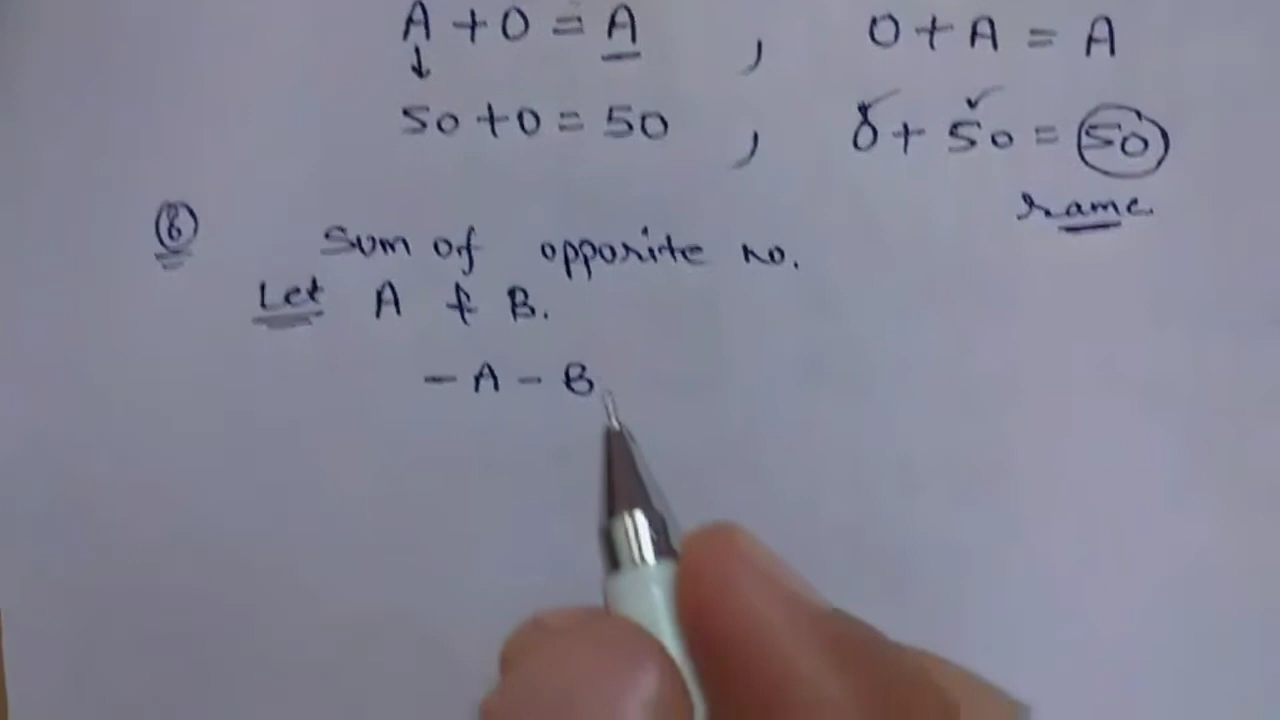 A + 0 = A , 0 + A = A
↓
50 + 0 = 50 , 0 + 50 = 50
same.
8 Sum of opposite no.
Let A & B.
- A - B